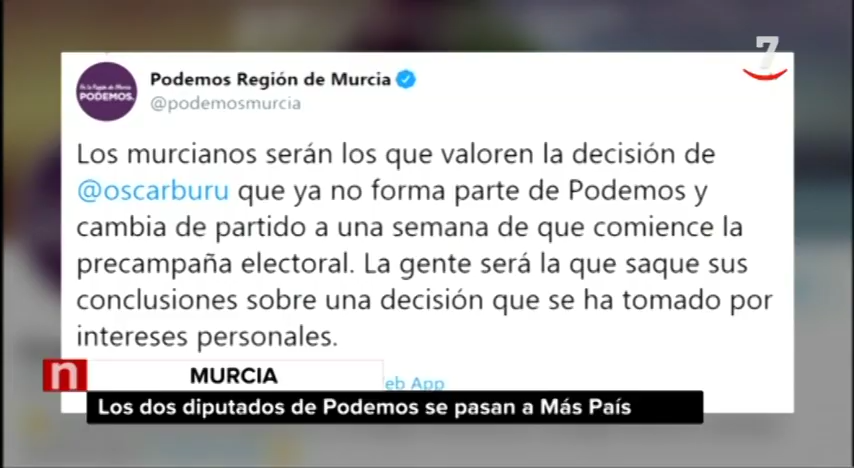 7
Podemos Región de Murcia
PODEMOS.
@podemosmurcia
Los murcianos serán los que valoren la decisión de
@oscarburu que ya no forma parte de Podemos y
cambia de partido a una semana de que comience la
precampaña electoral. La gente será la que saque sus
conclusiones sobre una decisión que se ha tomado por
intereses personales.
eb App
n
MURCIA
Los dos diputados de Podemos se pasan a Más País